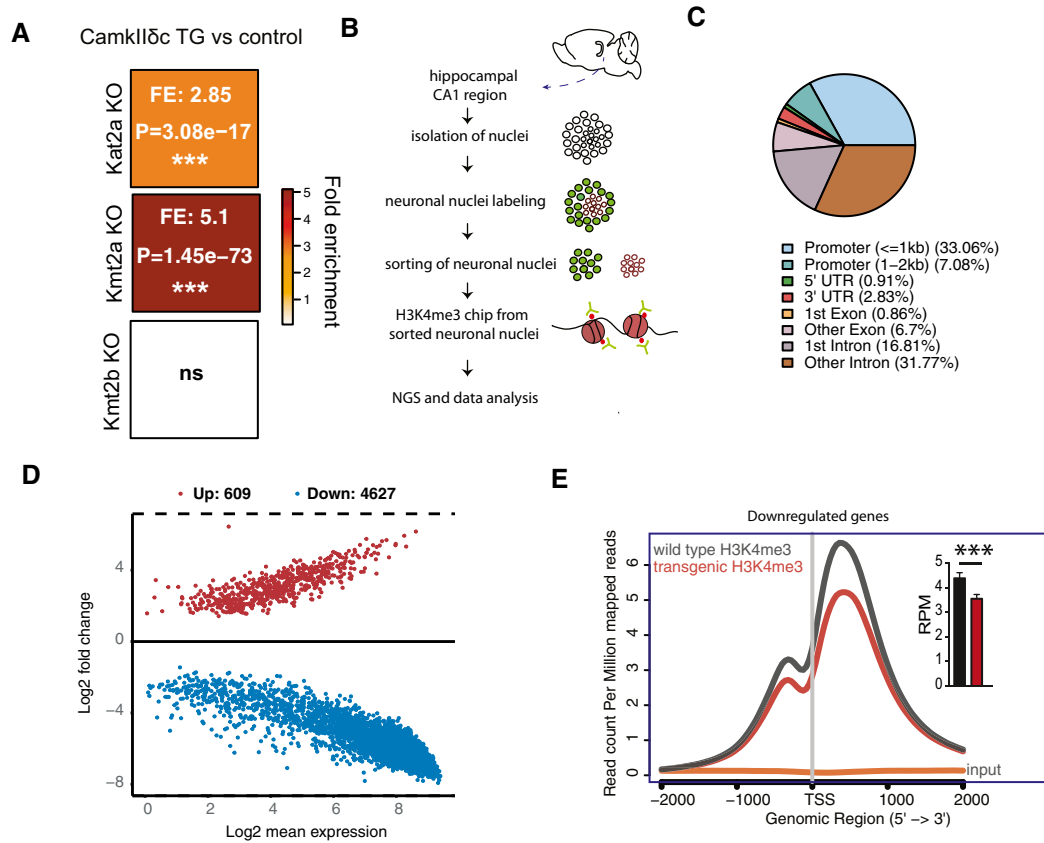 A
CamkIIδc TG vs control
Kat2a KO
FE: 2.85
P=3.08e−17
***
Kmt2a KO
FE: 5.1
P=1.45e−73
***
Kmt2b KO
ns
5
4
3
2
1
Fold enrichment
B
hippocampal
CA1 region
isolation of nuclei
neuronal nuclei labeling
sorting of neuronal nuclei
H3K4me3 chip from
sorted neuronal nuclei
NGS and data analysis
C
Promoter (<=1kb) (33.06%)
Promoter (1−2kb) (7.08%)
5' UTR (0.91%)
3' UTR (2.83%)
1st Exon (0.86%)
Other Exon (6.7%)
1st Intron (16.81%)
Other Intron (31.77%)
D
Up: 609 Down: 4627
Log2 fold change
4
0
−4
−8
0 2 4 6 8
Log2 mean expression
E
Downregulated genes
wild type H3K4me3
transgenic H3K4me3
Read count Per Million mapped reads
6
5
4
3
2
1
0
***
RPM
5
4
3
2
1
0
input
−2000 −1000 TSS 1000 2000
Genomic Region (5' −> 3')